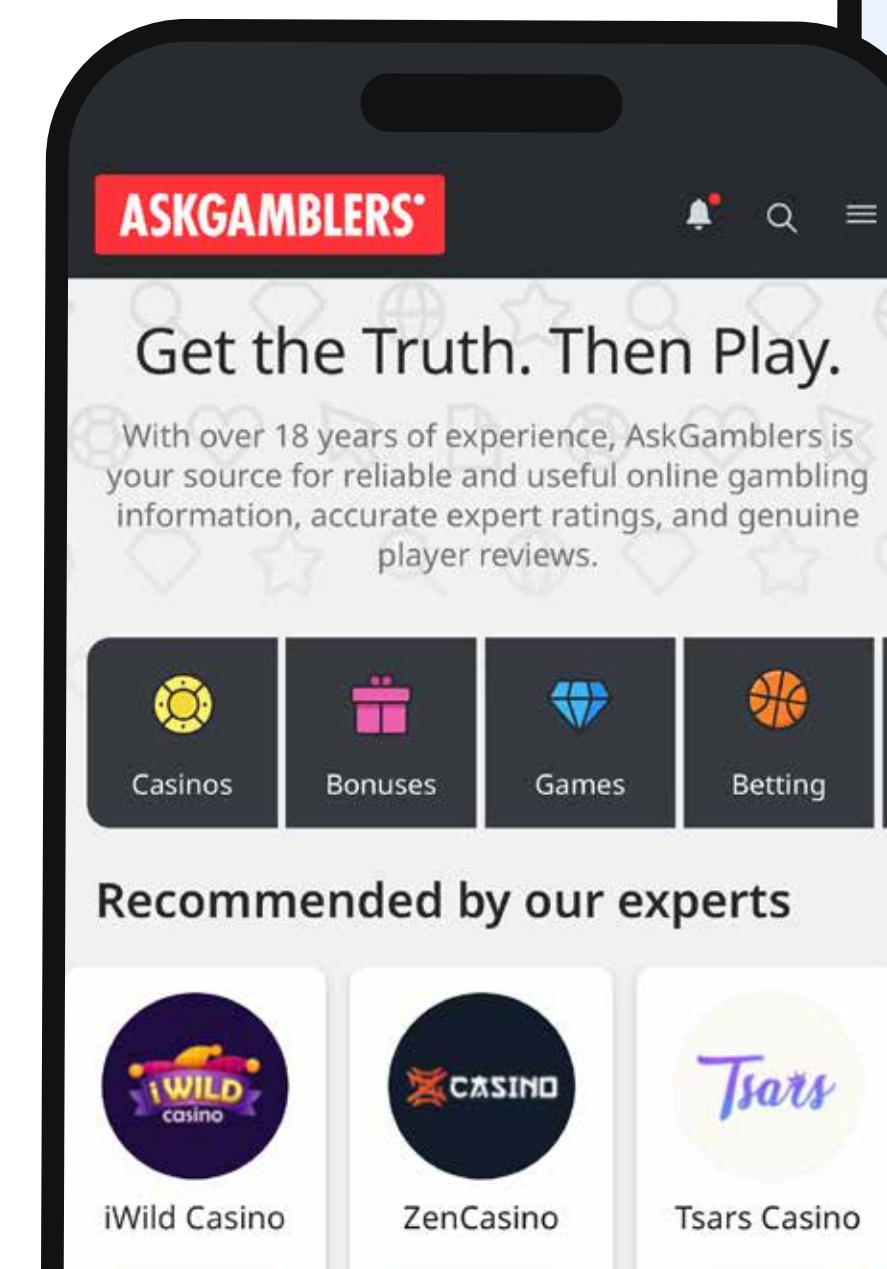 ASKGAMBLERS
Get the Truth. Then Play.
With over 18 years of experience, AskGamblers is
your source for reliable and useful online gambling
information, accurate expert ratings, and genuine
player reviews.
Casinos
Bonuses
Games
Betting
Recommended by our experts
iWILD
casino
Z CASINO
Tsars
iWild Casino
ZenCasino
Tsars Casino